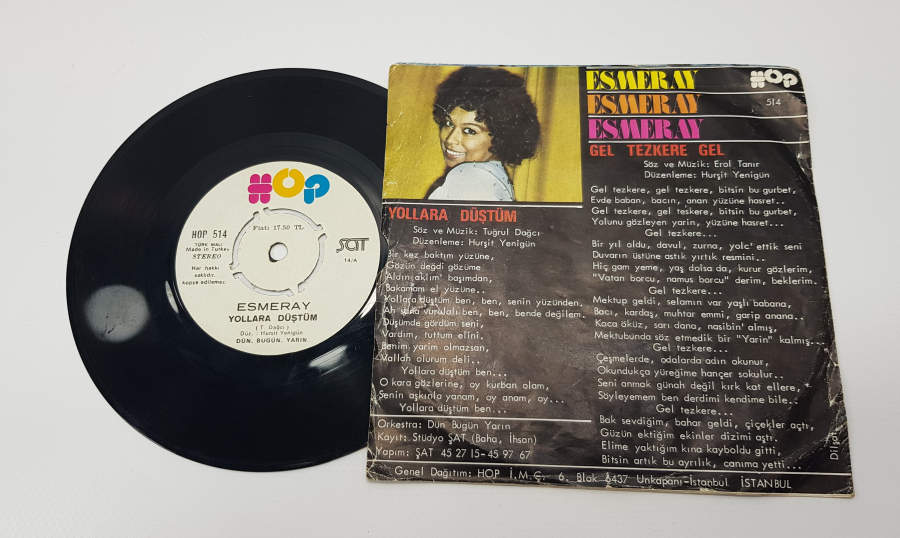 HOP
HOP 514
TÜRK MALI
Made in Turkey
STEREO
Her hakkı
saklıdır.
kopya edilemez.
Fiatı 17.50 TL.
SAT
14/A
ESMERAY
YOLLARA DÜŞTÜM
( T. Dağcı )
Düz. : Hurşit Yenigün
DÜN, BUGÜN, YARIN
ESMERAY
ESMERAY
ESMERAY
HOP
514
GEL TEZKERE GEL
Söz ve Müzik: Erol Tanır
Düzenleme: Hurşit Yenigün
Gel tezkere, gel tezkere, bitsin bu gurbet,
Evde baban, bacın, anan yüzüne hasret..
Gel tezkere, gel teskere, bitsin bu gurbet,
Yolunu gözleyen yarin, yüzüne hasret..
Gel tezkere...
Bir yıl oldu, davul, zurna, yolc' ettik seni
Duvarın üstüne astık yırtık resmini..
Hiç gam yeme, yaş dolsa da, kurur gözlerim,
"Vatan borcu, namus borcu" derim, beklerim.
Gel tezkere...
Mektup geldi, selamın var yaşlı babana,
Bacı, kardaş, muhtar emmi, garip anana..
Koca öküz, sarı dana, nasibin' almış,
Mektubunda söz etmedik bir "Yarin" kalmış...
Gel tezkere...
Çeşmelerde, odalarda adın okunur,
Okundukça yüreğime hançer sokulur..
Seni anmak günah değil kırk kat ellere,
Söyleyemem ben derdimi kendime bile..
Gel tezkere...
Bak sevdiğim, bahar geldi, çiçekler açtı,
Güzün ektiğim ekinler dizimi aştı.
Elime yaktığım kına kayboldu gitti,
Bitsin artık bu ayrılık, canıma yetti...
Dilşat
YOLLARA DÜŞTÜM
Söz ve Müzik: Tuğrul Dağcı
Düzenleme: Hurşit Yenigün
Bir kez baktım yüzüne,
Gözün değdi gözüme
Aldın aklım' başımdan,
Bakamam el yüzüne.
Yollara düştüm ben, ben, senin yüzünden.
Ah sana vurulalı ben, ben, bende değilem.
Düşümde gördüm seni,
Vardım, tuttum elini.
Benim yarim olmazsan,
Vallah olurum deli..
Yollara düştüm ben...
O kara gözlerine, ay kurban olam,
Senin aşkınla yanam, ay anam, ay...
Yollara düştüm ben...
Orkestra: Dün Bugün Yarın
Kayıt: Stüdyo ŞAT (Baha, İhsan)
Yapım: ŞAT 45 27 15-45 97 67
Genel Dağıtım: HOP İ.M.Ç. 6. Blok 6437 Unkapanı-İstanbul İSTANBUL